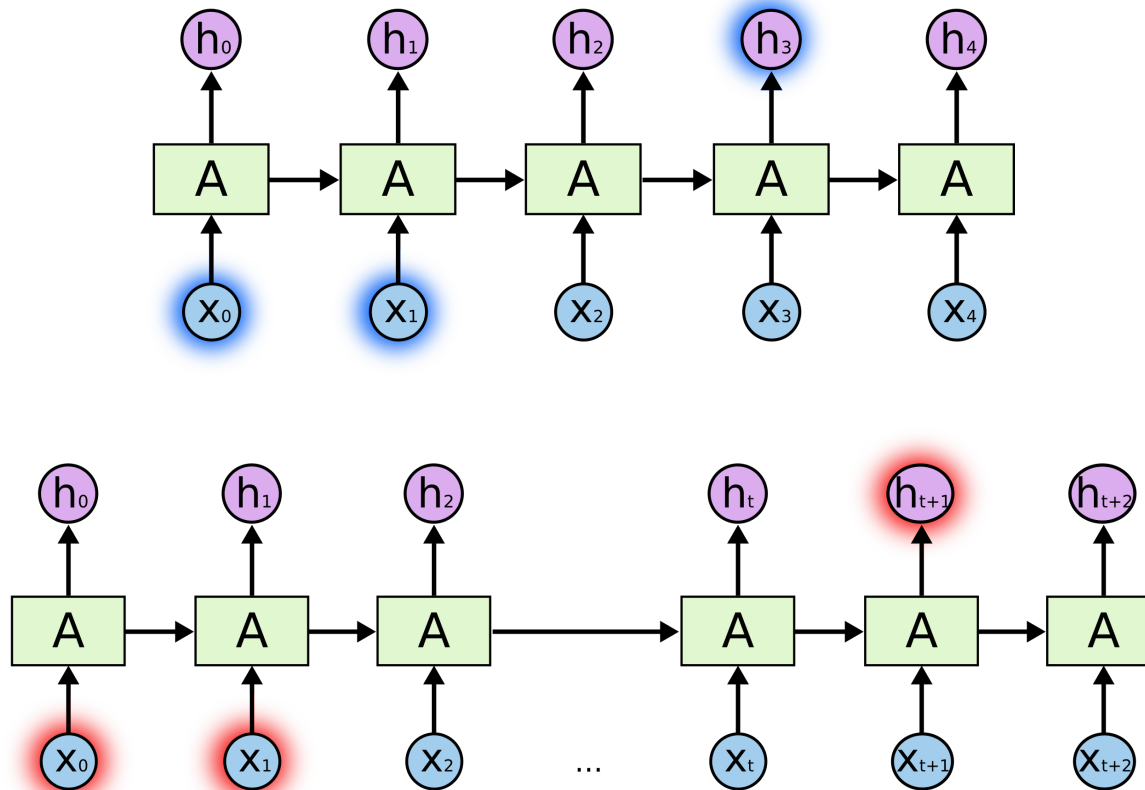 h₀ h₁ h₂ h₃ h₄
A A A A A
x₀ x₁ x₂ x₃ x₄
h₀ h₁ h₂ hₜ hₜ₊₁ hₜ₊₂
A A A A A A
x₀ x₁ x₂ ... xₜ xₜ₊₁ xₜ₊₂